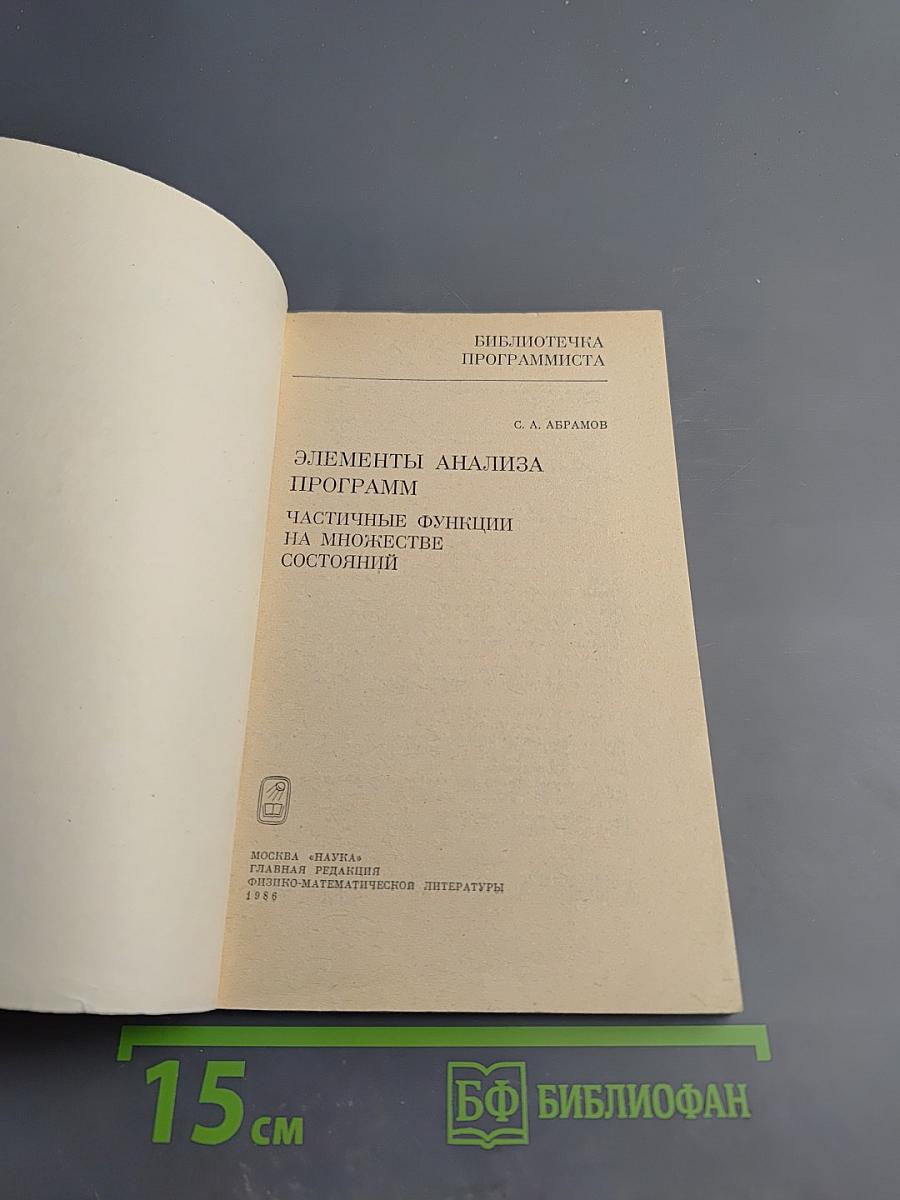 БИБЛИОТЕЧКА
ПРОГРАММИСТА
С. А. АБРАМОВ
ЭЛЕМЕНТЫ АНАЛИЗА
ПРОГРАММ
ЧАСТИЧНЫЕ ФУНКЦИИ
НА МНОЖЕСТВЕ
СОСТОЯНИЙ
МОСКВА «НАУКА»
ГЛАВНАЯ РЕДАКЦИЯ
ФИЗИКО-МАТЕМАТИЧЕСКОЙ ЛИТЕРАТУРЫ
1986
15 см
БФ БИБЛИОФАН